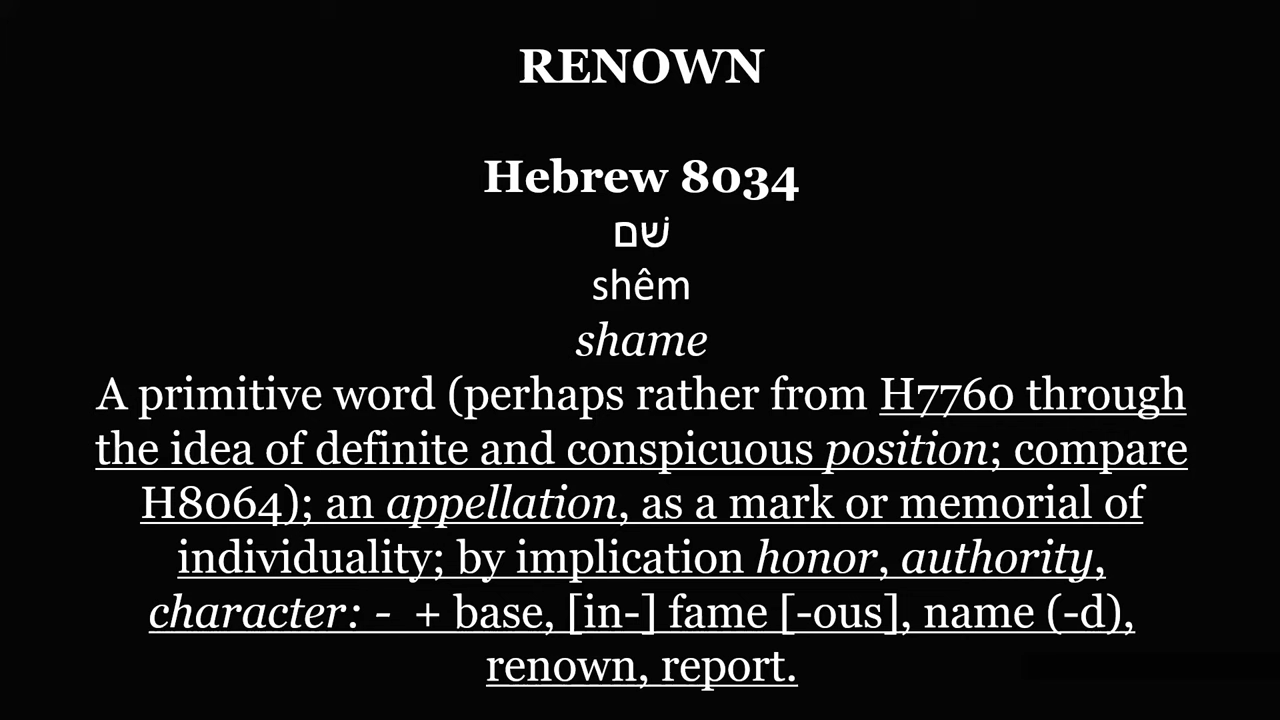 RENOWN
Hebrew 8034
שׁם
shêm
shame
A primitive word (perhaps rather from H7760 through
the idea of definite and conspicuous position; compare
H8064); an appellation, as a mark or memorial of
individuality; by implication honor, authority,
character: - + base, [in-] fame [-ous], name (-d),
renown, report.